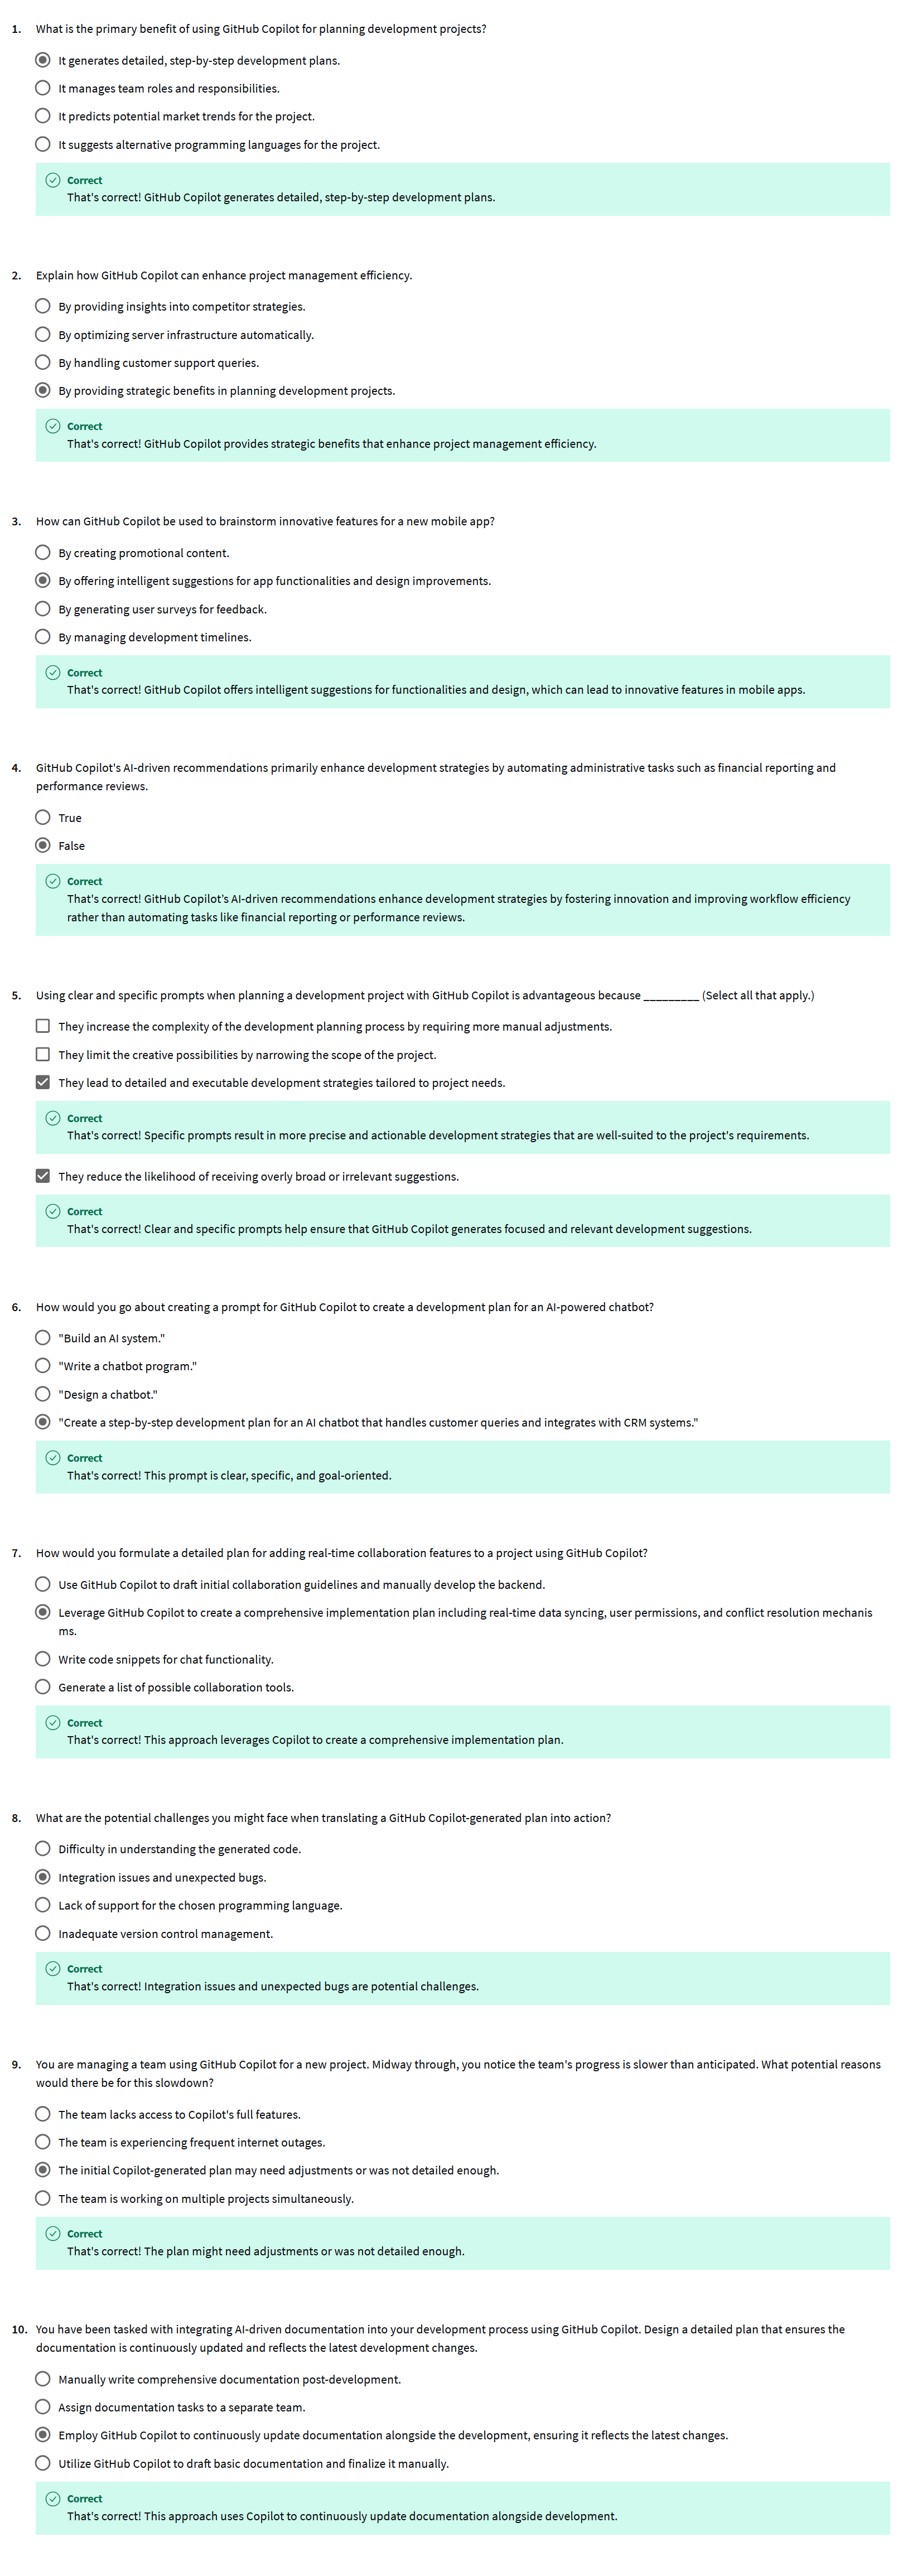 1. What is the primary benefit of using GitHub Copilot for planning development projects?
It generates detailed, step-by-step development plans.
It manages team roles and responsibilities.
It predicts potential market trends for the project.
It suggests alternative programming languages for the project.
Correct
That's correct! GitHub Copilot generates detailed, step-by-step development plans.
2. Explain how GitHub Copilot can enhance project management efficiency.
By providing insights into competitor strategies.
By optimizing server infrastructure automatically.
By handling customer support queries.
By providing strategic benefits in planning development projects.
Correct
That's correct! GitHub Copilot provides strategic benefits that enhance project management efficiency.
3. How can GitHub Copilot be used to brainstorm innovative features for a new mobile app?
By creating promotional content.
By offering intelligent suggestions for app functionalities and design improvements.
By generating user surveys for feedback.
By managing development timelines.
Correct
That's correct! GitHub Copilot offers intelligent suggestions for functionalities and design, which can lead to innovative features in mobile apps.
4. GitHub Copilot's AI-driven recommendations primarily enhance development strategies by automating administrative tasks such as financial reporting and
performance reviews.
True
False
Correct
That's correct! GitHub Copilot's AI-driven recommendations enhance development strategies by fostering innovation and improving workflow efficiency
rather than automating tasks like financial reporting or performance reviews.
5. Using clear and specific prompts when planning a development project with GitHub Copilot is advantageous because _________ (Select all that apply.)
They increase the complexity of the development planning process by requiring more manual adjustments.
They limit the creative possibilities by narrowing the scope of the project.
They lead to detailed and executable development strategies tailored to project needs.
Correct
That's correct! Specific prompts result in more precise and actionable development strategies that are well-suited to the project's requirements.
They reduce the likelihood of receiving overly broad or irrelevant suggestions.
Correct
That's correct! Clear and specific prompts help ensure that GitHub Copilot generates focused and relevant development suggestions.
6. How would you go about creating a prompt for GitHub Copilot to create a development plan for an AI-powered chatbot?
"Build an AI system."
"Write a chatbot program."
"Design a chatbot."
"Create a step-by-step development plan for an AI chatbot that handles customer queries and integrates with CRM systems."
Correct
That's correct! This prompt is clear, specific, and goal-oriented.
7. How would you formulate a detailed plan for adding real-time collaboration features to a project using GitHub Copilot?
Use GitHub Copilot to draft initial collaboration guidelines and manually develop the backend.
Leverage GitHub Copilot to create a comprehensive implementation plan including real-time data syncing, user permissions, and conflict resolution mechanis
ms.
Write code snippets for chat functionality.
Generate a list of possible collaboration tools.
Correct
That's correct! This approach leverages Copilot to create a comprehensive implementation plan.
8. What are the potential challenges you might face when translating a GitHub Copilot-generated plan into action?
Difficulty in understanding the generated code.
Integration issues and unexpected bugs.
Lack of support for the chosen programming language.
Inadequate version control management.
Correct
That's correct! Integration issues and unexpected bugs are potential challenges.
9. You are managing a team using GitHub Copilot for a new project. Midway through, you notice the team's progress is slower than anticipated. What potential reasons
would there be for this slowdown?
The team lacks access to Copilot's full features.
The team is experiencing frequent internet outages.
The initial Copilot-generated plan may need adjustments or was not detailed enough.
The team is working on multiple projects simultaneously.
Correct
That's correct! The plan might need adjustments or was not detailed enough.
10. You have been tasked with integrating AI-driven documentation into your development process using GitHub Copilot. Design a detailed plan that ensures the
documentation is continuously updated and reflects the latest development changes.
Manually write comprehensive documentation post-development.
Assign documentation tasks to a separate team.
Employ GitHub Copilot to continuously update documentation alongside the development, ensuring it reflects the latest changes.
Utilize GitHub Copilot to draft basic documentation and finalize it manually.
Correct
That's correct! This approach uses Copilot to continuously update documentation alongside development.